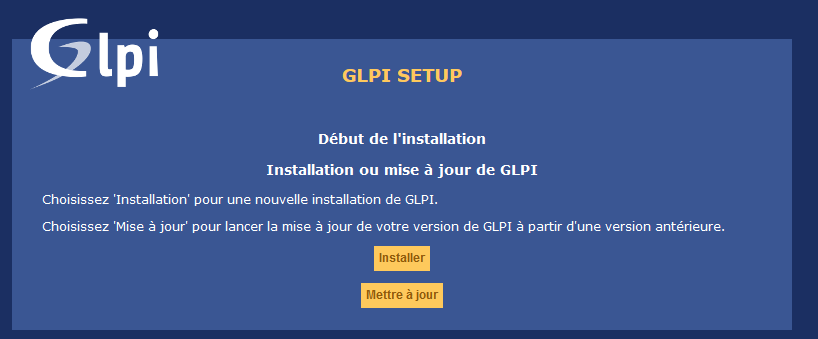 Glpi
GLPI SETUP
Début de l'installation
Installation ou mise à jour de GLPI
Choisissez 'Installation' pour une nouvelle installation de GLPI.
Choisissez 'Mise à jour' pour lancer la mise à jour de votre version de GLPI à partir d'une version antérieure.
Installer
Mettre à jour